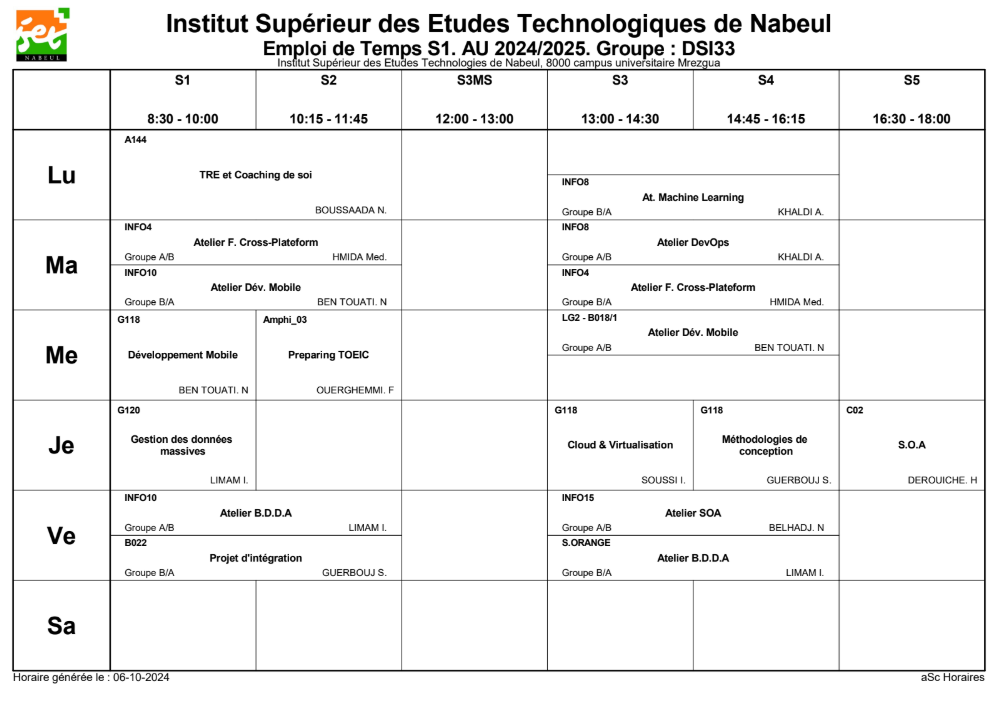 iset
NABEUL
Institut Supérieur des Etudes Technologiques de Nabeul
Emploi de Temps S1. AU 2024/2025. Groupe : DSI33
Institut Supérieur des Etudes Technologies de Nabeul, 8000 campus universitaire Mrezgua
S1 S2 S3MS S3 S4 S5
8:30 - 10:00 10:15 - 11:45 12:00 - 13:00 13:00 - 14:30 14:45 - 16:15 16:30 - 18:00
Lu
A144
TRE et Coaching de soi
BOUSSAADA N.
INFO8
At. Machine Learning
Groupe B/A KHALDI A.
Ma
INFO4
Atelier F. Cross-Plateform
Groupe A/B HMIDA Med.
INFO10
Atelier Dév. Mobile
Groupe B/A BEN TOUATI. N
INFO8
Atelier DevOps
Groupe A/B KHALDI A.
INFO4
Atelier F. Cross-Plateform
Groupe B/A HMIDA Med.
Me
G118
Développement Mobile
BEN TOUATI. N
Amphi_03
Preparing TOEIC
OUERGHEMMI. F
LG2 - B018/1
Atelier Dév. Mobile
Groupe A/B BEN TOUATI. N
Je
G120
Gestion des données
massives
LIMAM I.
G118
Cloud & Virtualisation
SOUSSI I.
G118
Méthodologies de
conception
GUERBOUJ S.
C02
S.O.A
DEROUICHE. H
Ve
INFO10
Atelier B.D.D.A
Groupe A/B LIMAM I.
B022
Projet d'intégration
Groupe B/A GUERBOUJ S.
INFO15
Atelier SOA
Groupe A/B BELHADJ. N
S.ORANGE
Atelier B.D.D.A
Groupe B/A LIMAM I.
Sa
Horaire générée le : 06-10-2024 aSc Horaires